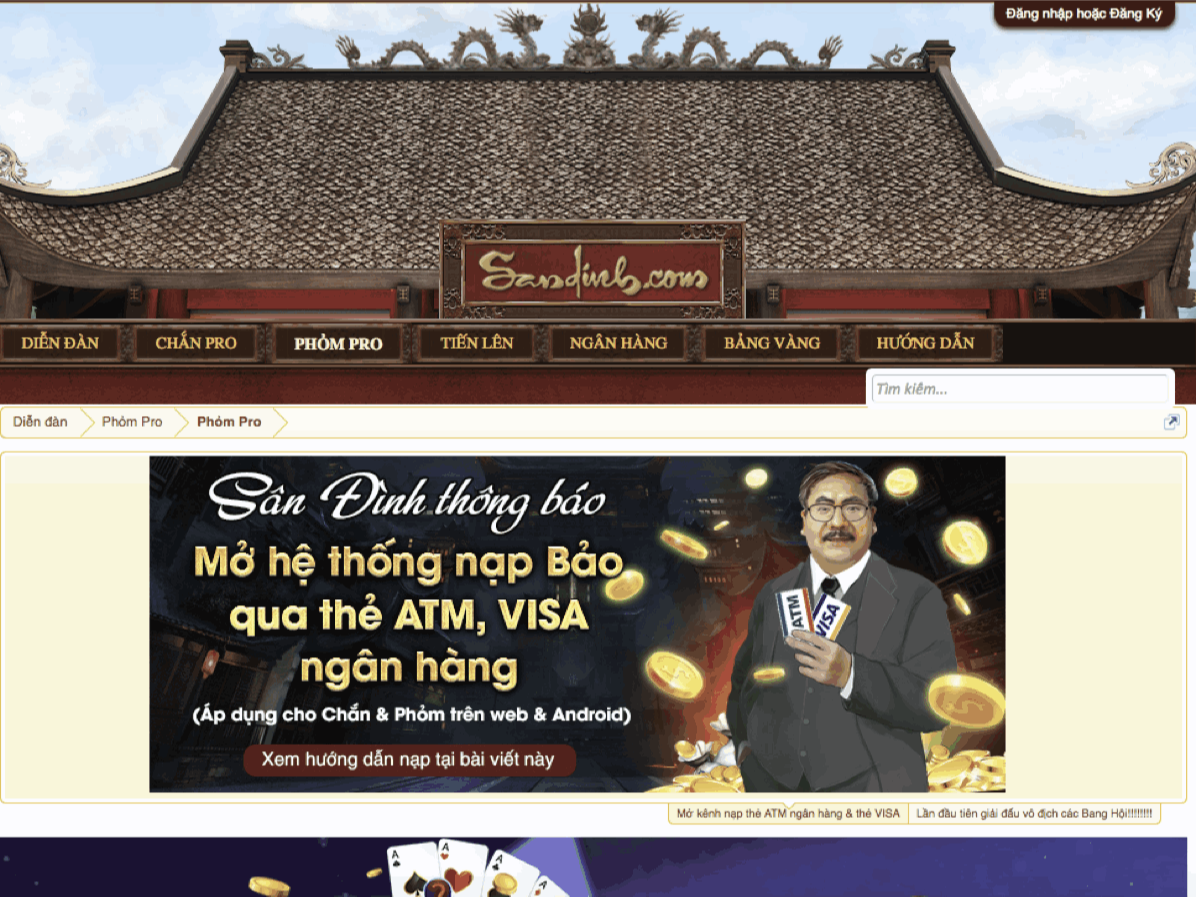 Đăng nhập hoặc Đăng Ký
Sandinh.com
DIỄN ĐÀN CHẮN PRO PHỎM PRO TIẾN LÊN NGÂN HÀNG BẢNG VÀNG HƯỚNG DẪN
Tìm kiếm...
Diễn đàn Phỏm Pro Phỏm Pro
Sân Đình thông báo
Mở hệ thống nạp Bảo
qua thẻ ATM, VISA
ngân hàng
(Áp dụng cho Chắn & Phỏm trên web & Android)
Xem hướng dẫn nạp tại bài viết này
ATM
VISA
Mở kênh nạp thẻ ATM ngân hàng & thẻ VISA Lần đầu tiên giải đấu vô địch các Bang Hội!!!!!!!!
A
A
A
A